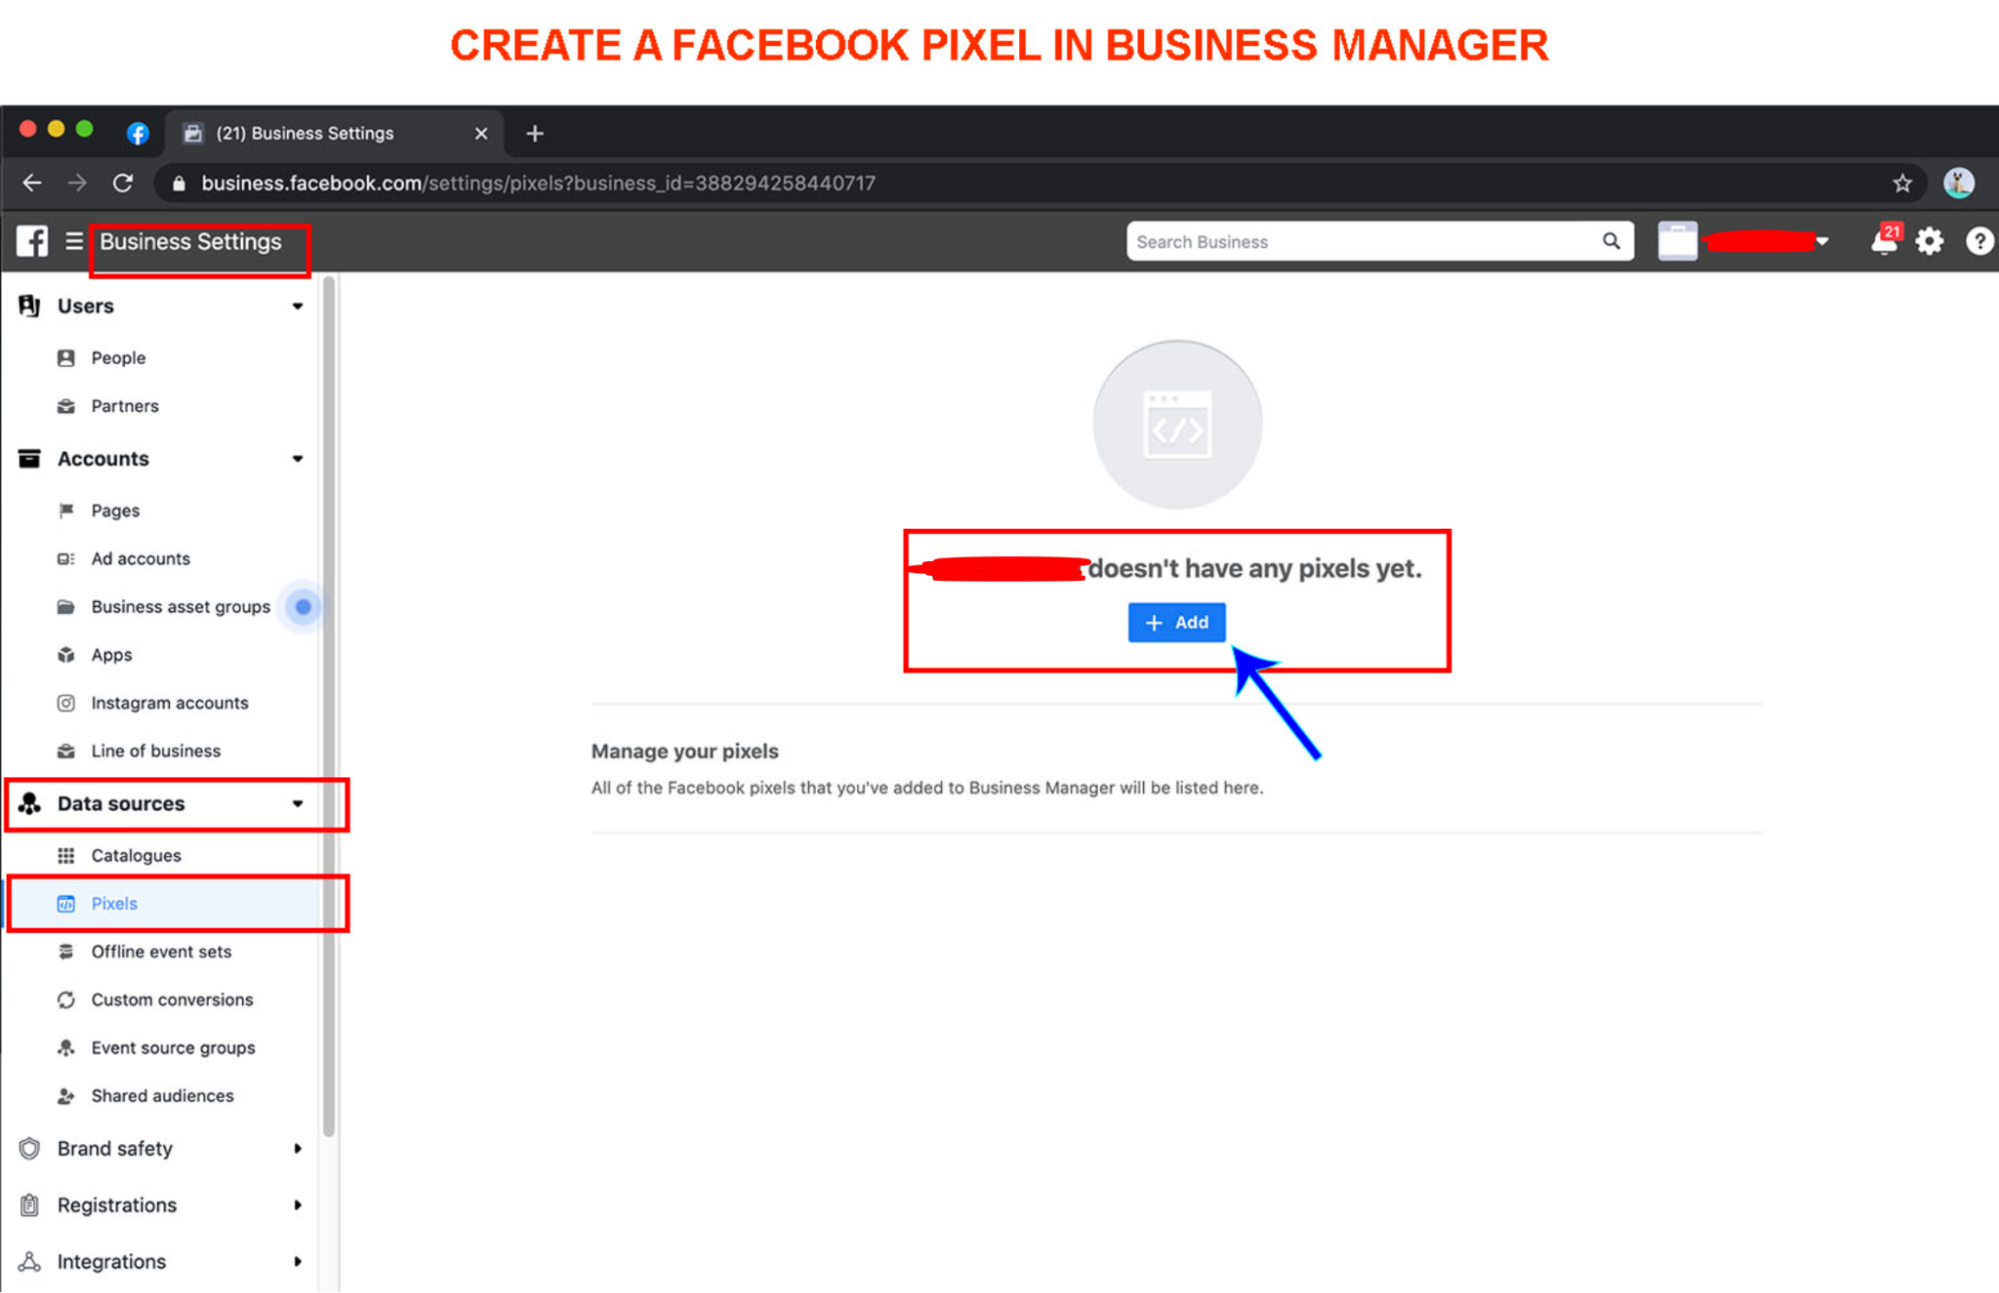 CREATE A FACEBOOK PIXEL IN BUSINESS MANAGER
(21) Business Settings
business.facebook.com/settings/pixels?business_id=388294258440717
Business Settings
Search Business
21
Users
People
Partners
Accounts
Pages
Ad accounts
Business asset groups
Apps
Instagram accounts
Line of business
Data sources
Catalogues
Pixels
Offline event sets
Custom conversions
Event source groups
Shared audiences
Brand safety
Registrations
Integrations
doesn't have any pixels yet.
+ Add
Manage your pixels
All of the Facebook pixels that you've added to Business Manager will be listed here.